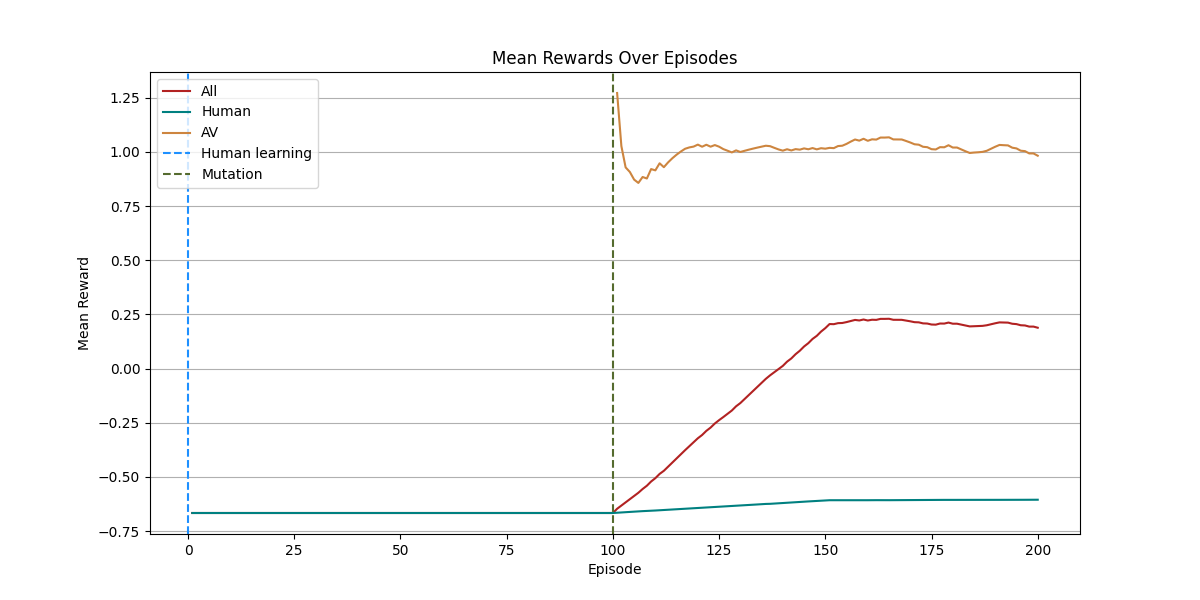 Mean Rewards Over Episodes
All
Human
AV
Human learning
Mutation
Mean Reward
1.25
1.00
0.75
0.50
0.25
0.00
−0.25
−0.50
−0.75
0 25 50 75 100 125 150 175 200
Episode